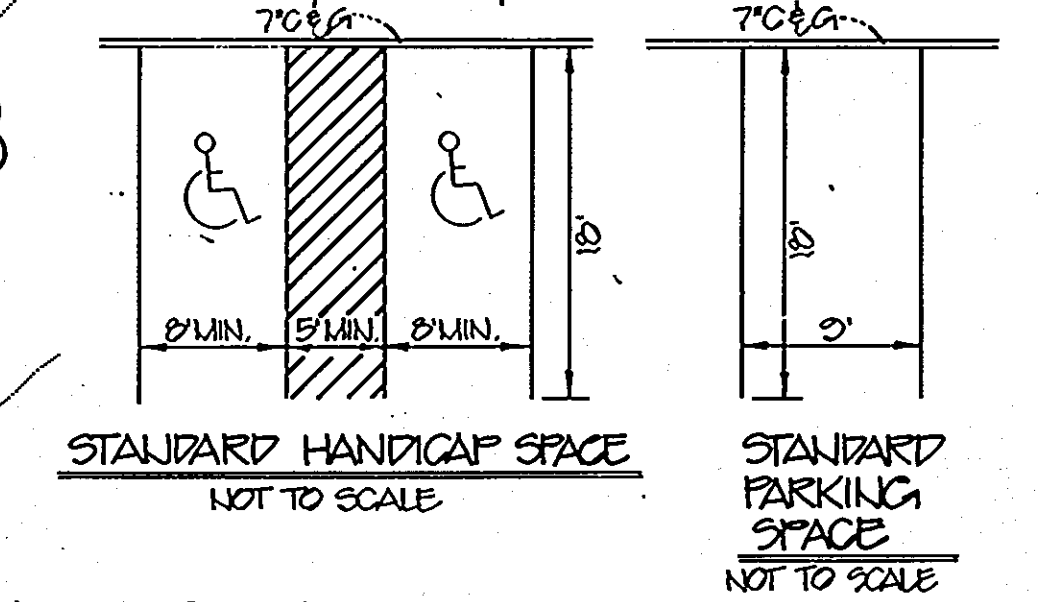 7"C&G
8'MIN. 5'MIN. 8'MIN.
18'
STANDARD HANDICAP SPACE
NOT TO SCALE
7"C&G
18'
9'
STANDARD
PARKING
SPACE
NOT TO SCALE